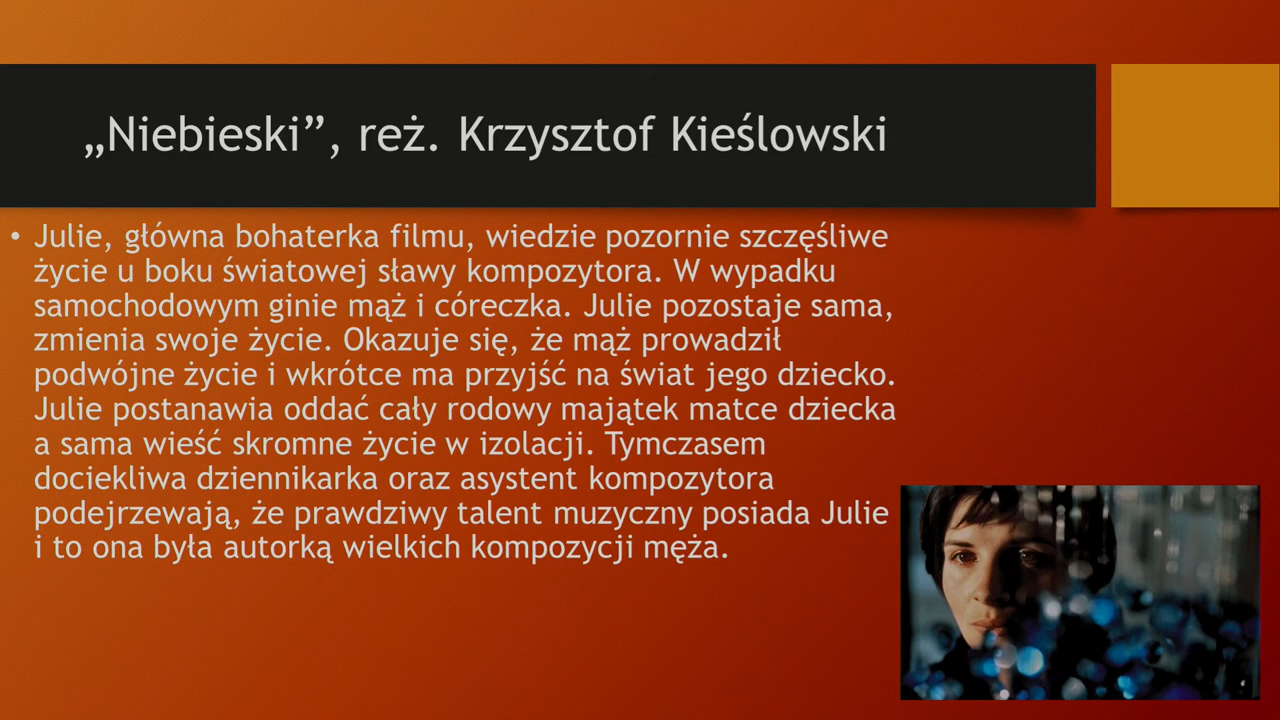 „Niebieski”, reż. Krzysztof Kieślowski
• Julie, główna bohaterka filmu, wiedzie pozornie szczęśliwe
życie u boku światowej sławy kompozytora. W wypadku
samochodowym ginie mąż i córeczka. Julie pozostaje sama,
zmienia swoje życie. Okazuje się, że mąż prowadził
podwójne życie i wkrótce ma przyjść na świat jego dziecko.
Julie postanawia oddać cały rodowy majątek matce dziecka
a sama wieść skromne życie w izolacji. Tymczasem
dociekliwa dziennikarka oraz asystent kompozytora
podejrzewają, że prawdziwy talent muzyczny posiada Julie
i to ona była autorką wielkich kompozycji męża.